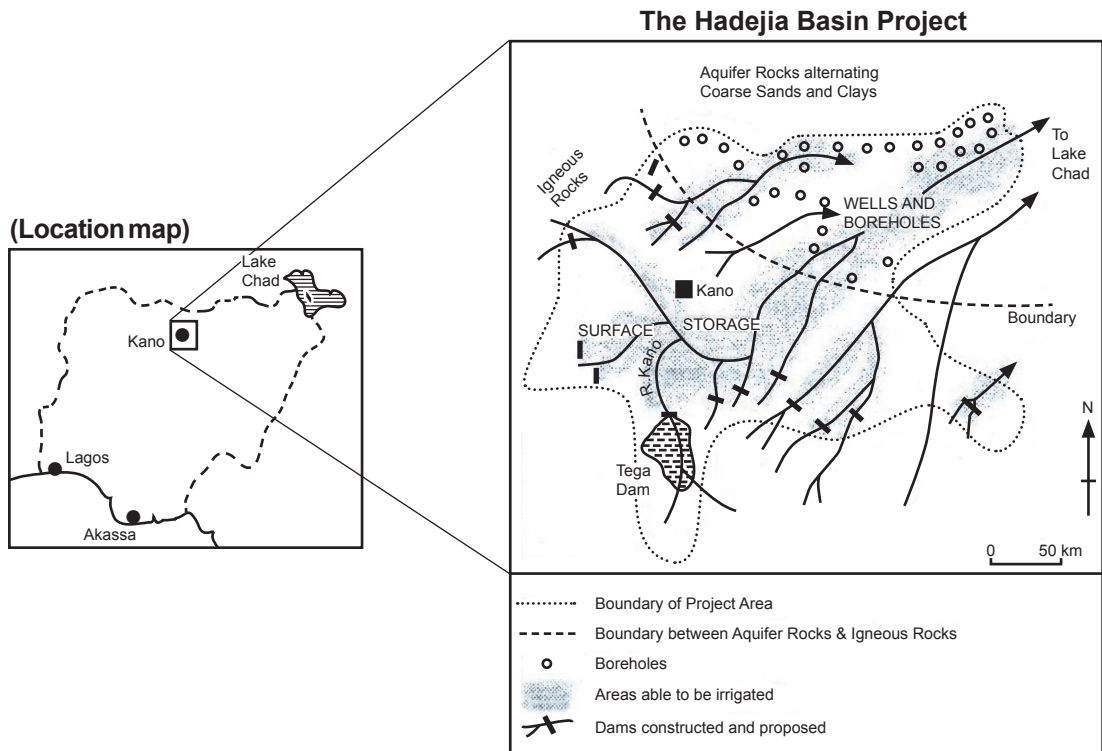 The Hadejia Basin Project
Aquifer Rocks alternating
Coarse Sands and Clays
To
Lake
Chad
Igneous
Rocks
WELLS AND
BOREHOLES
Kano
Boundary
SURFACE
STORAGE
R. Kano
Tega
Dam
N
0 50 km
(Location map)
Lake
Chad
Kano
Lagos
Akassa
Boundary of Project Area
Boundary between Aquifer Rocks & Igneous Rocks
Boreholes
Areas able to be irrigated
Dams constructed and proposed